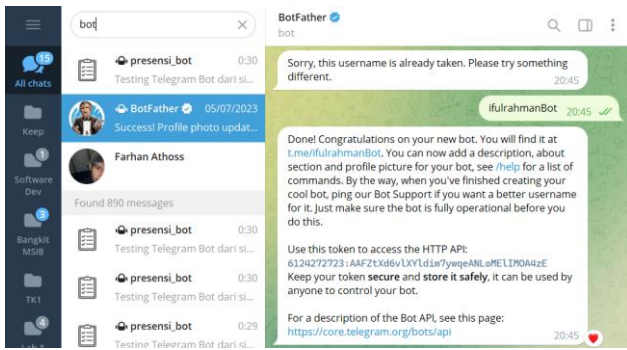 bot
15
All chats
Keep
1
Software
Dev
3
Bangkit
MSIB
TK1
4
presensi_bot 0:30
Testing Telegram Bot dari si...
BotFather 05/07/2023
Success! Profile photo updat...
Farhan Athoss
Found 890 messages
presensi_bot 0:30
Testing Telegram Bot dari si...
presensi_bot 0:30
Testing Telegram Bot dari si...
presensi_bot 0:29
Testing Telegram Bot dari si...
BotFather
bot
Sorry, this username is already taken. Please try something
different.
20:45
ifulrahmanBot 20:45
Done! Congratulations on your new bot. You will find it at
t.me/ifulrahmanBot. You can now add a description, about
section and profile picture for your bot, see /help for a list of
commands. By the way, when you've finished creating your
cool bot, ping our Bot Support if you want a better username
for it. Just make sure the bot is fully operational before you
do this.
Use this token to access the HTTP API:
Keep your token secure and store it safely, it can be used by
anyone to control your bot.
For a description of the Bot API, see this page:
https://core.telegram.org/bots/api
20:45